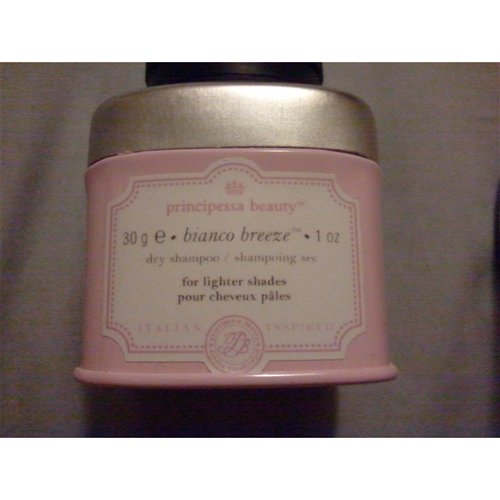 principessa beauty™
30 g e • bianco breeze™ • 1 oz
dry shampoo / shampoing sec
for lighter shades
pour cheveux pâles
ITALIAN INSPIRED